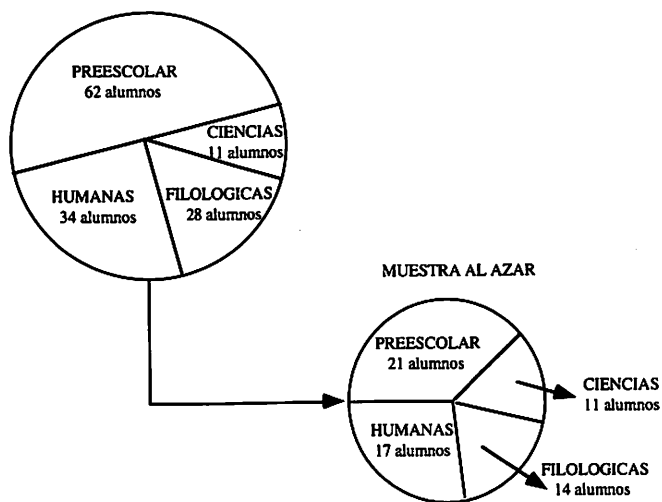 PREESCOLAR
62 alumnos
CIENCIAS
11 alumnos
HUMANAS
34 alumnos
FILOLOGICAS
28 alumnos
MUESTRA AL AZAR
PREESCOLAR
21 alumnos
CIENCIAS
11 alumnos
HUMANAS
17 alumnos
FILOLOGICAS
14 alumnos